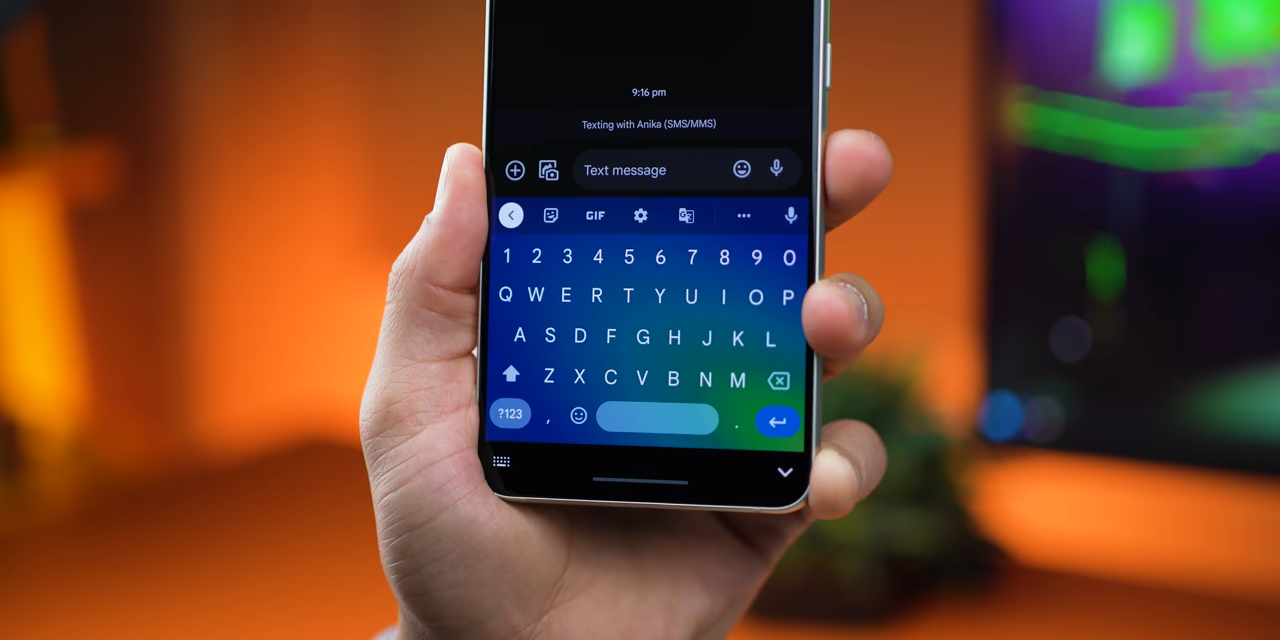 9:16 pm
Texting with Anika (SMS/MMS)
Text message
GIF
1 2 3 4 5 6 7 8 9 0
Q W E R T Y U I O P
A S D F G H J K L
Z X C V B N M
?123 , .